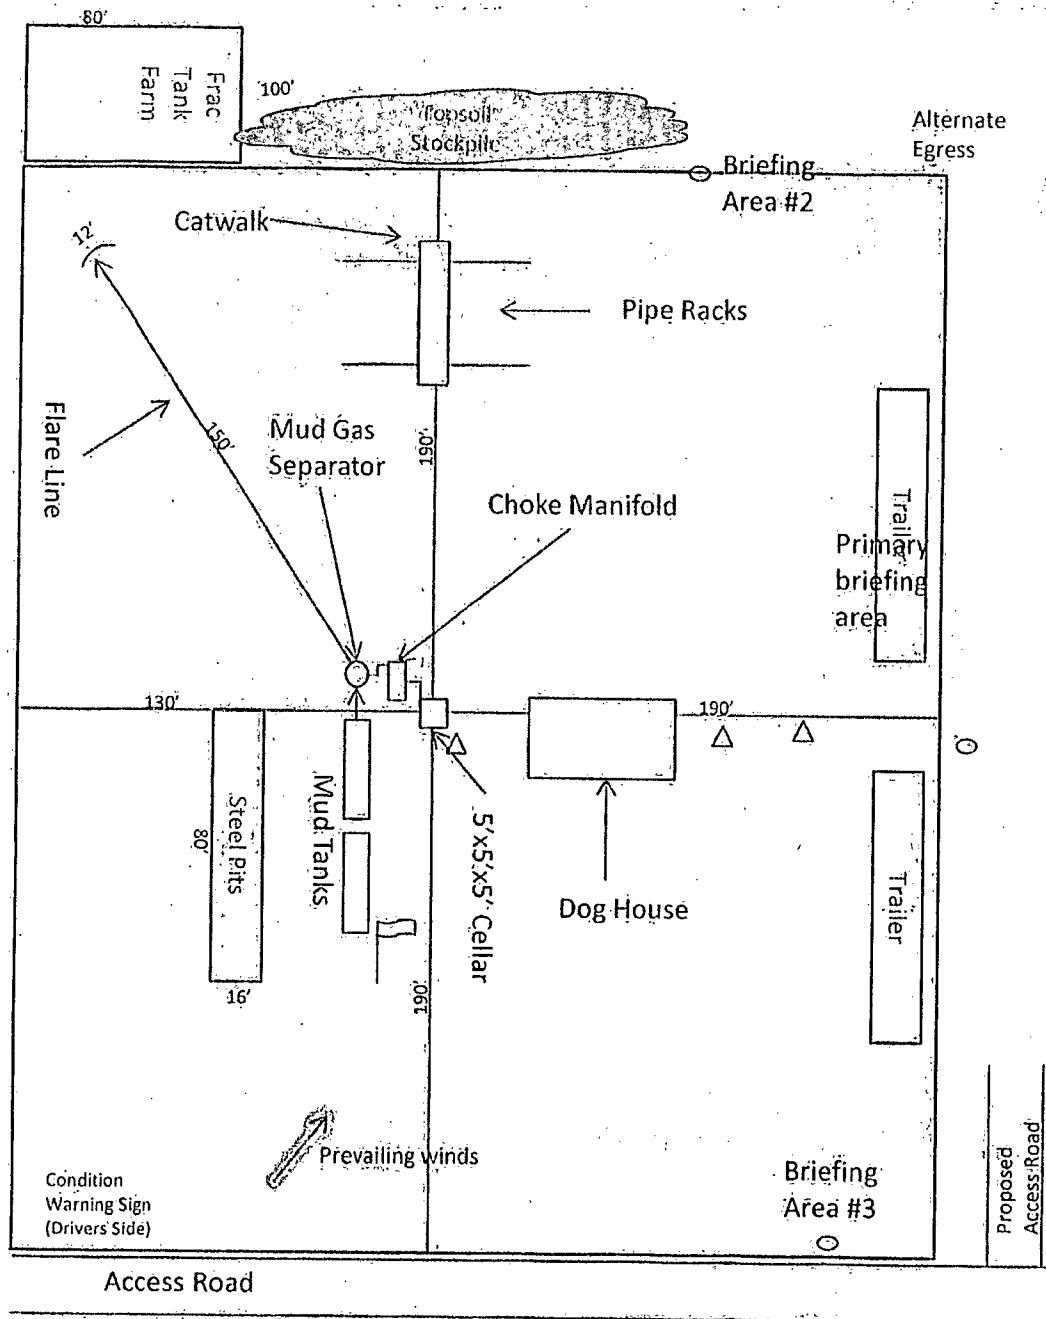 80'
Frac
Tank
Farm
100'
Topsoil
Stockpile
Alternate
Egress
Briefing
Area #2
Catwalk
12'
Pipe Racks
Flare Line
150'
Mud Gas
Separator
190'
Choke Manifold
Trailer
Primary
briefing
area
130'
190'
Steel Pits
80'
16'
Mud Tanks
5'x5'x5' Cellar
Dog House
Trailer
190'
Prevailing winds
Condition
Warning Sign
(Drivers Side)
Briefing
Area #3
Proposed
Access Road
Access Road